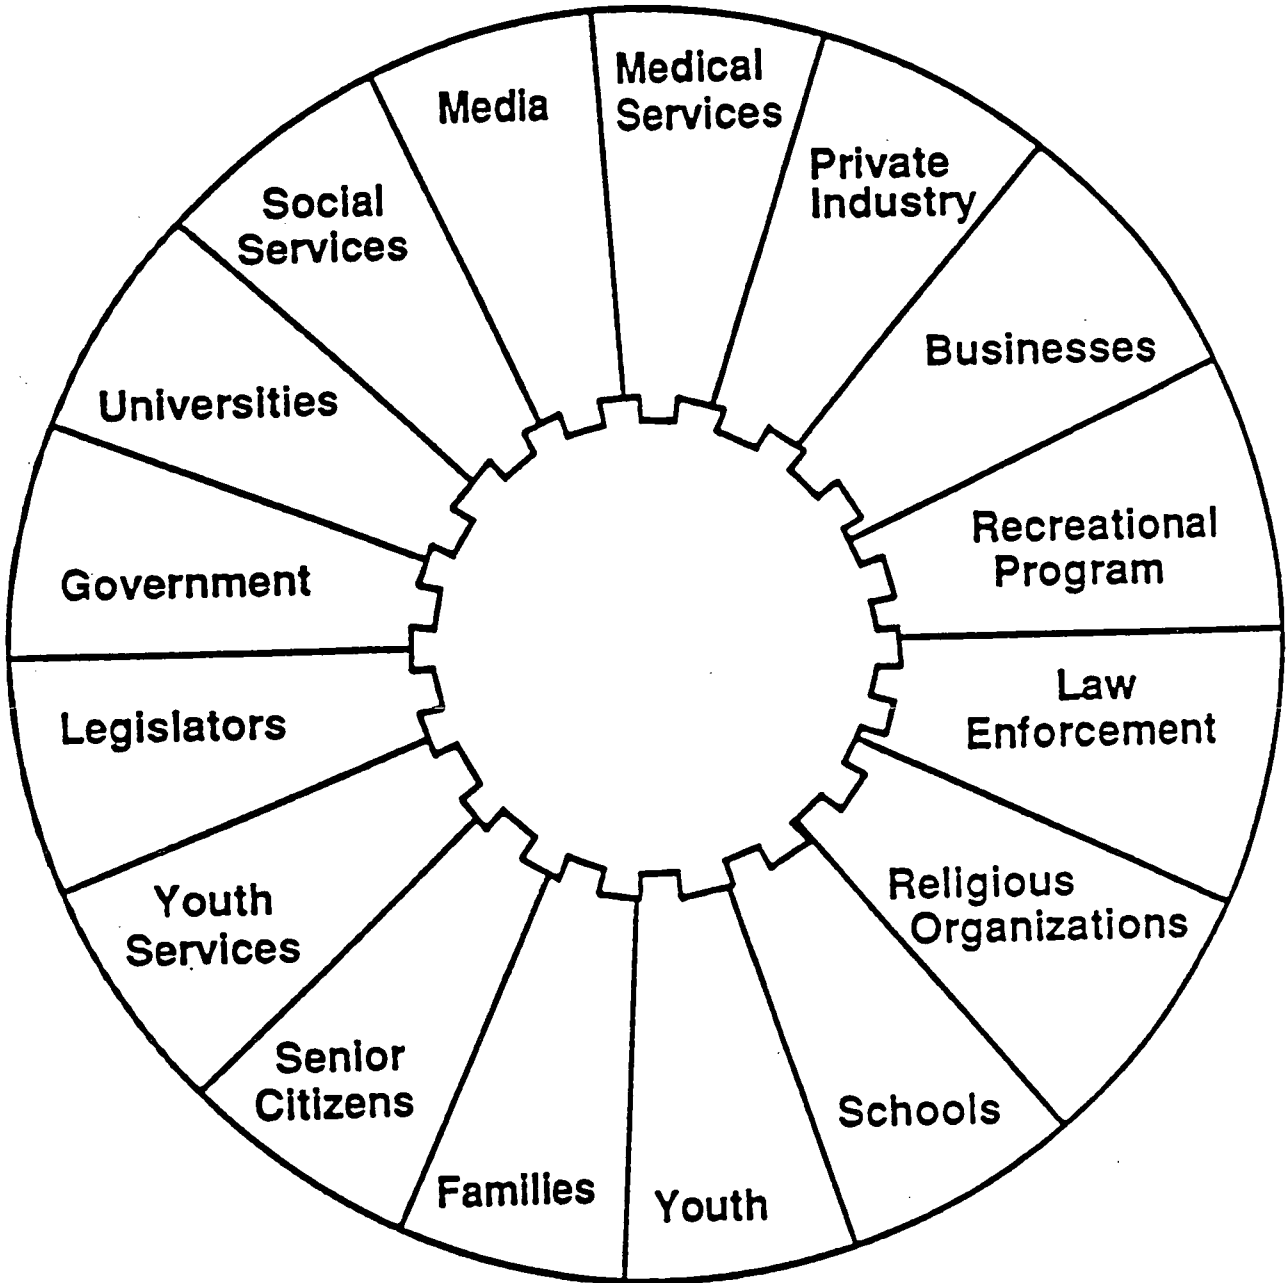 Medical
Services
Private
Industry
Businesses
Recreational
Program
Law
Enforcement
Religious
Organizations
Schools
Youth
Families
Senior
Citizens
Youth
Services
Legislators
Government
Universities
Social
Services
Media